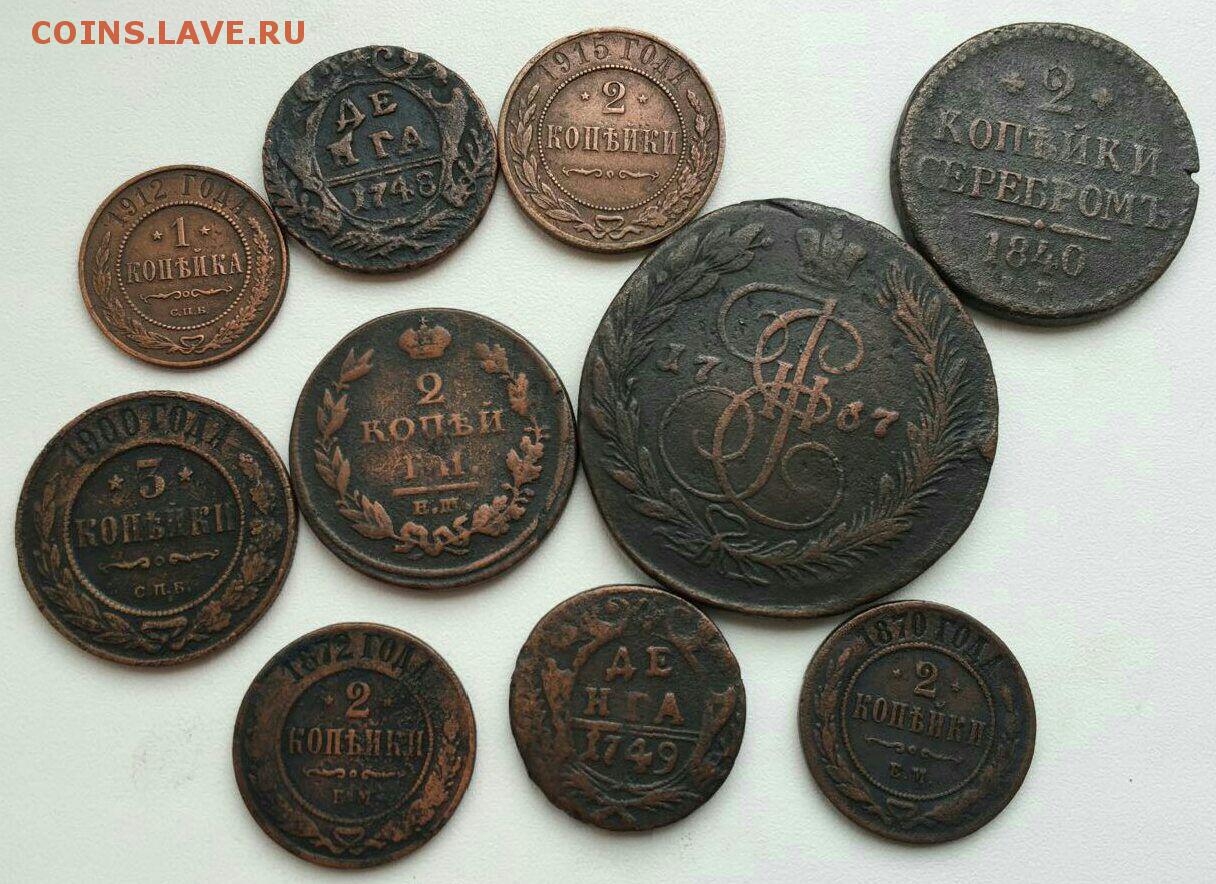 COINS.LAVE.RU
1912 ГОДА
* 1 *
КОПѢЙКА
С.П.Б.
ДЕ
НГА
1748
1915 ГОДА
* 2 *
КОПѢЙКИ
* 2 *
КОПѢЙКИ
СЕРЕБРОМЪ
1840
1900 ГОДА
* 3 *
КОПѢЙКИ
С.П.Б.
2
КОПѢЙ
17 67
1872 ГОДА
* 2 *
КОПѢЙКИ
Е.М.
ДЕ
НГА
1749
1870 ГОДА
* 2 *
КОПѢЙКИ
Е.М.